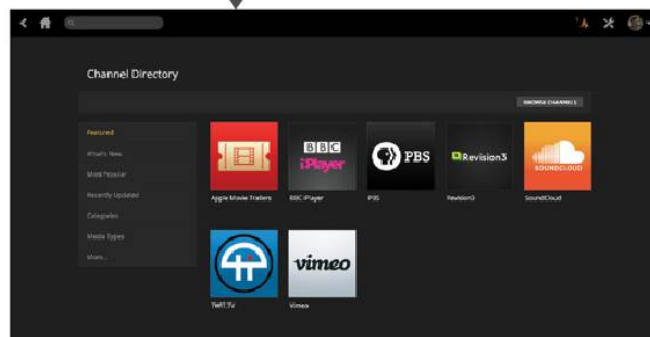 Channel Directory
BROWSE CHANNELS
Featured
What's New
Most Popular
Recently Updated
Categories
Media Types
More...
BBC
iPlayer
PBS
Revision3
SOUNDCLOUD
Apple Movie Trailers
BBC iPlayer
PBS
Revision3
SoundCloud
vimeo
TWiT.TV
Vimeo